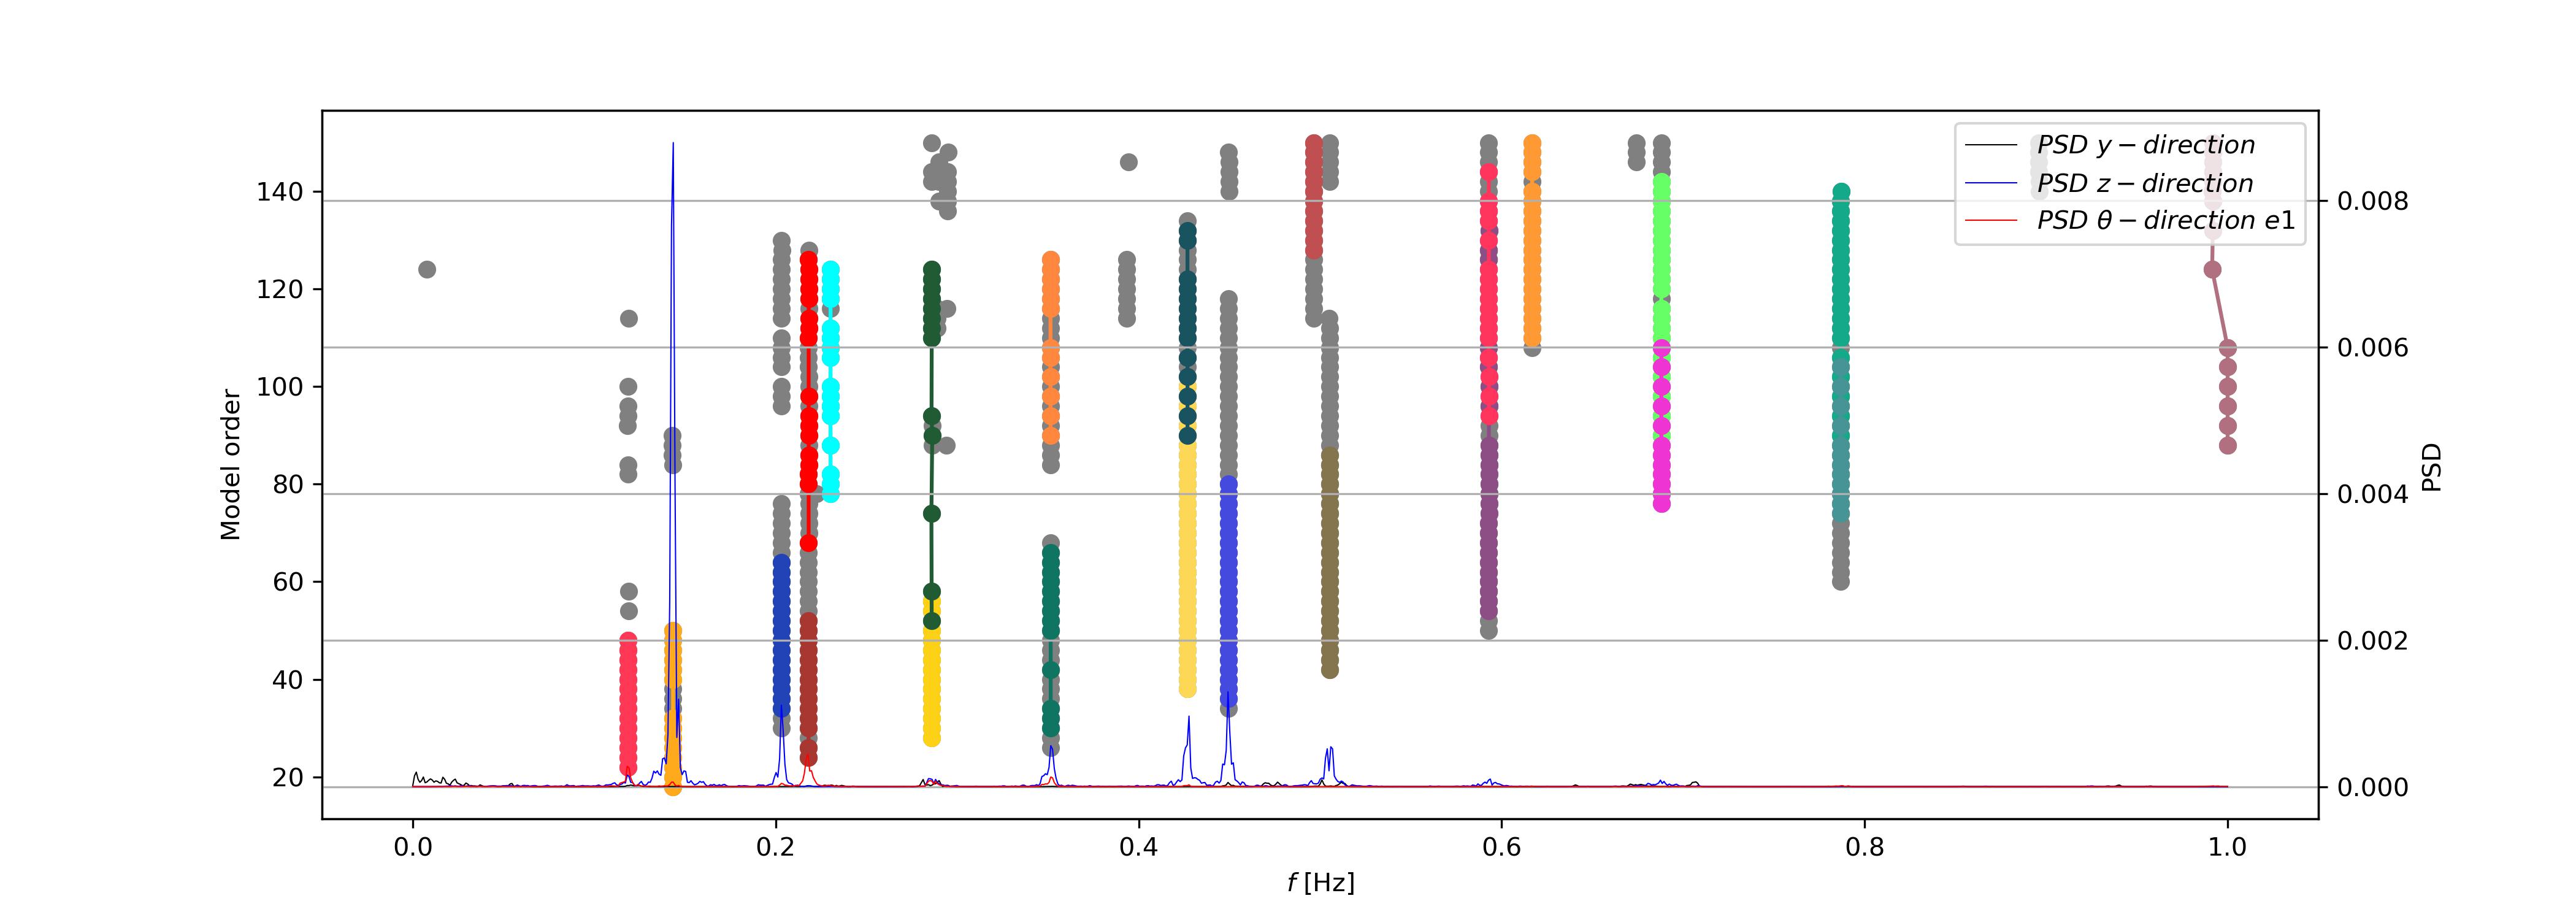 PSD y − direction
PSD z − direction
PSD θ − direction e1
140
120
100
80
60
40
20
Model order
0.008
0.006
0.004
0.002
0.000
PSD
0.0 0.2 0.4 0.6 0.8 1.0
f [Hz]